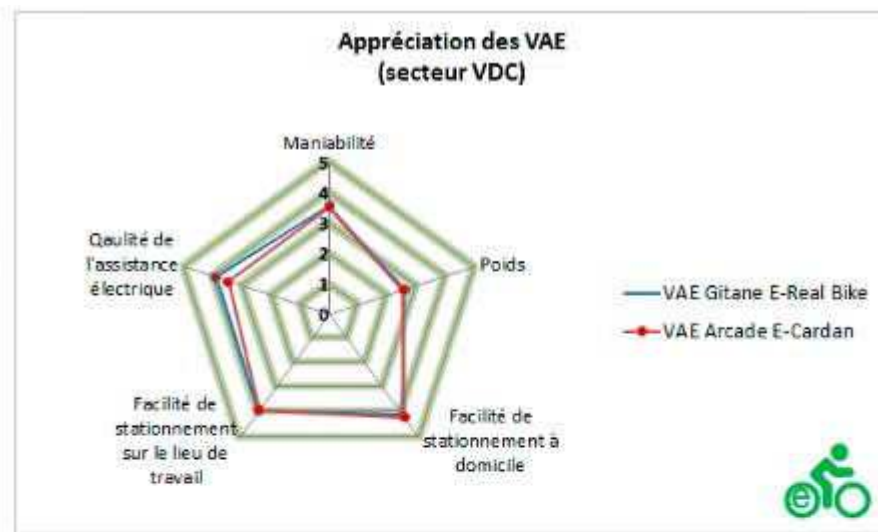 Appréciation des VAE
(secteur VDC)
Maniabilité
5
4
3
2
1
0
Poids
Qaulité de
l'assistance
électrique
Facilité de
stationnement
sur le lieu de
travail
Facilité de
stationnement à
domicile
VAE Gitane E-Real Bike
VAE Arcade E-Cardan
e